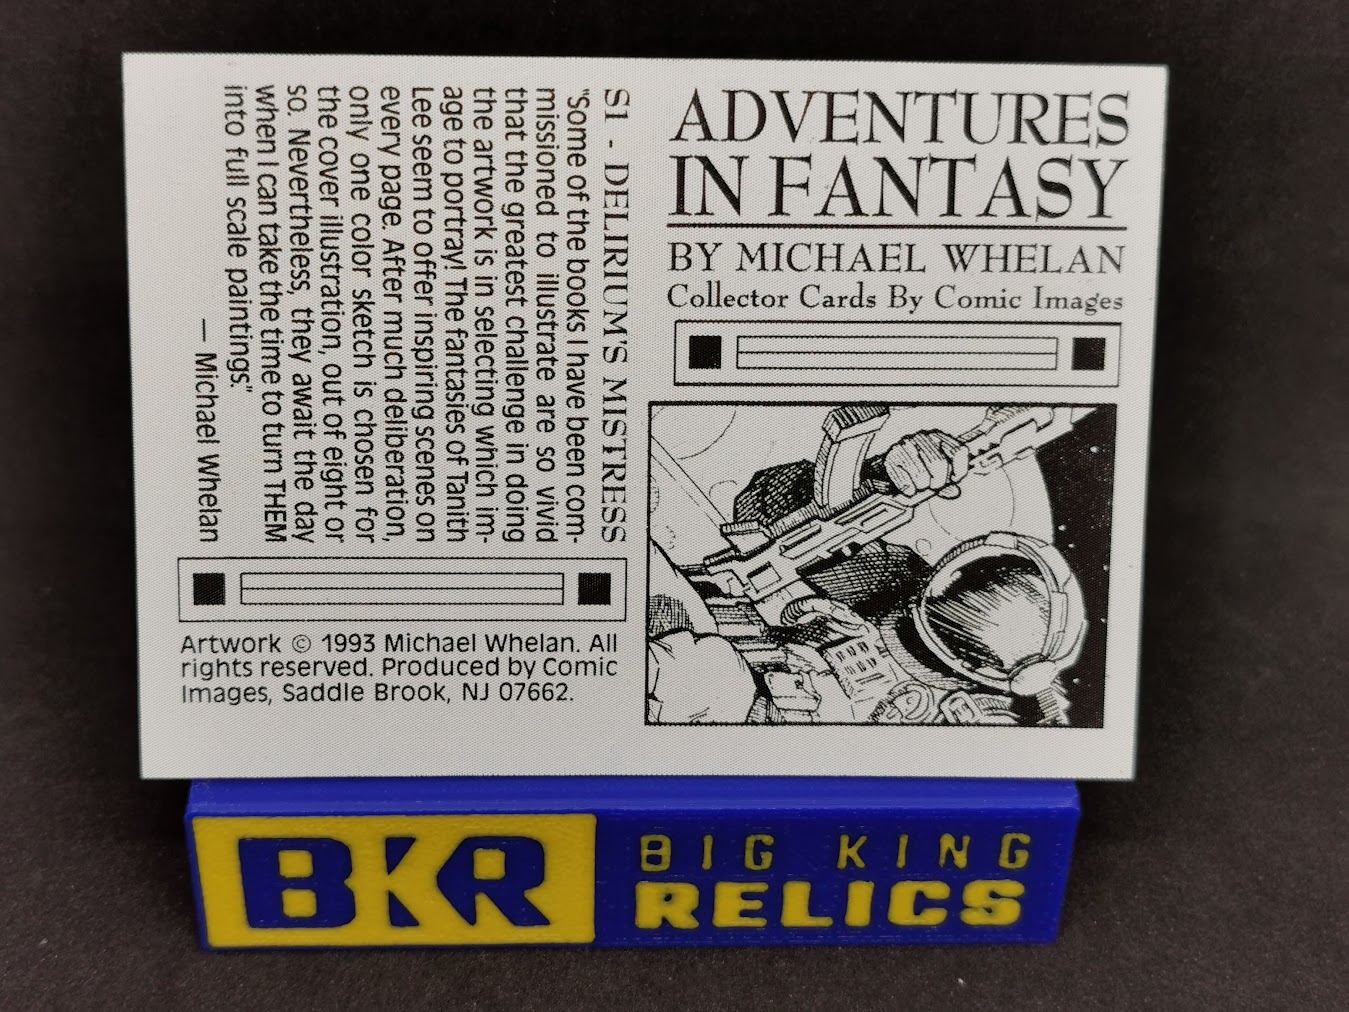 ADVENTURES
IN FANTASY
BY MICHAEL WHELAN
Collector Cards By Comic Images
S1 - DELIRIUM'S MISTRESS
"Some of the books I have been com-
missioned to illustrate are so vivid
that the greatest challenge in doing
the artwork is in selecting which im-
age to portray! The fantasies of Tanith
Lee seem to offer inspiring scenes on
every page. After much deliberation,
only one color sketch is chosen for
the cover illustration, out of eight or
so. Nevertheless, they await the day
when I can take the time to turn THEM
into full scale paintings."
— Michael Whelan
Artwork © 1993 Michael Whelan. All
rights reserved. Produced by Comic
Images, Saddle Brook, NJ 07662.
BKR
BIG KING
RELICS